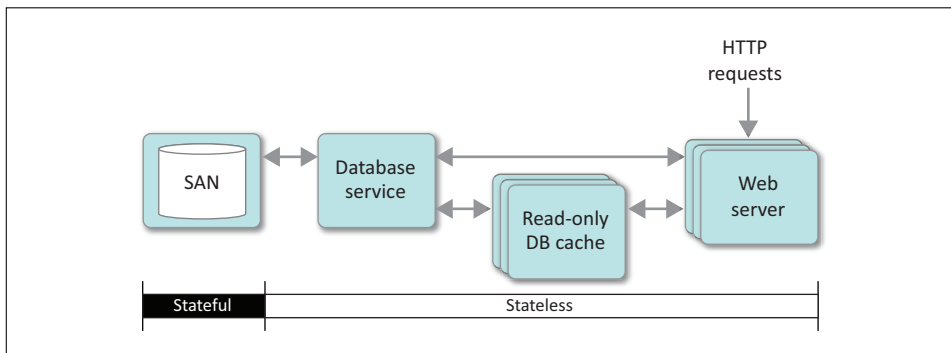 HTTP
requests
SAN
Database
service
Read-only
DB cache
Web
server
Stateful
Stateless